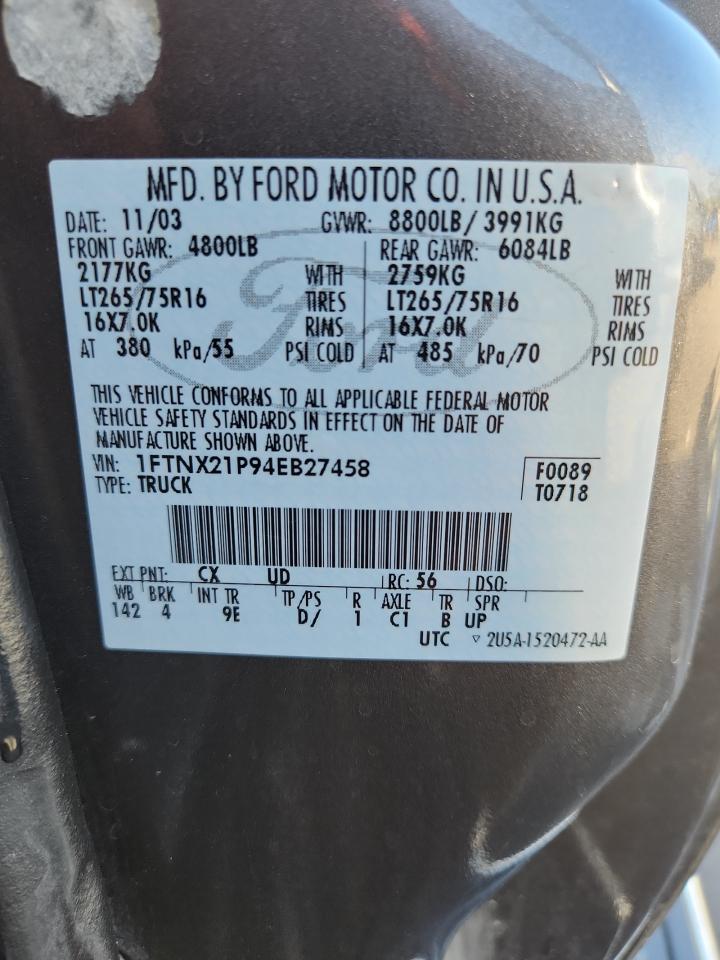 MFD. BY FORD MOTOR CO. IN U.S.A.
DATE: 11/03 GVWR: 8800LB/ 3991KG
FRONT GAWR: 4800LB REAR GAWR: 6084LB
2177KG WITH 2759KG WITH
LT265/75R16 TIRES LT265/75R16 TIRES
16X7.0K RIMS 16X7.0K RIMS
AT 380 kPa/55 PSI COLD AT 485 kPa/70 PSI COLD
Ford
THIS VEHICLE CONFORMS TO ALL APPLICABLE FEDERAL MOTOR
VEHICLE SAFETY STANDARDS IN EFFECT ON THE DATE OF
MANUFACTURE SHOWN ABOVE.
VIN: 1FTNX21P94EB27458 F0089
TYPE: TRUCK T0718
EXT PNT: CX UD RC: 56 DSO:
WB BRK INT TR TP/PS R AXLE TR SPR
142 4 9E D/ 1 C1 B UP
UTC ▽ 2U5A-1520472-AA